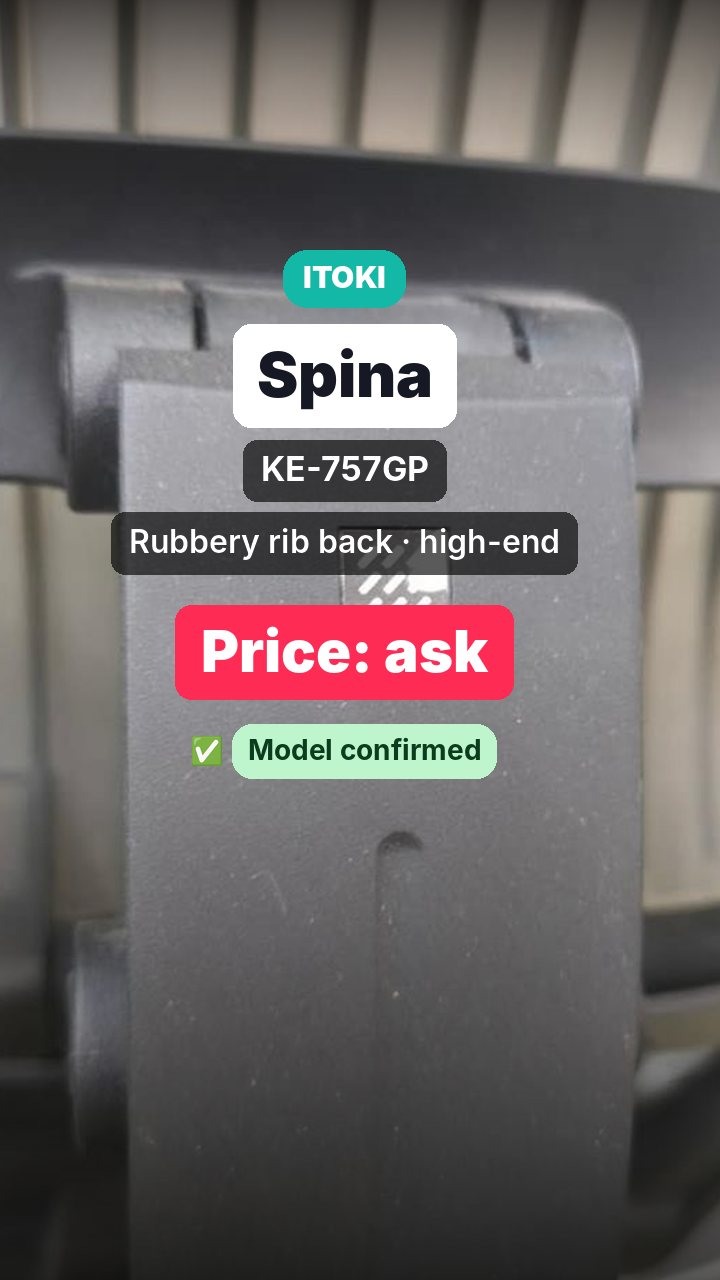 ITOKI
Spina
KE-757GP
Rubbery rib back · high-end
Price: ask
✅ Model confirmed